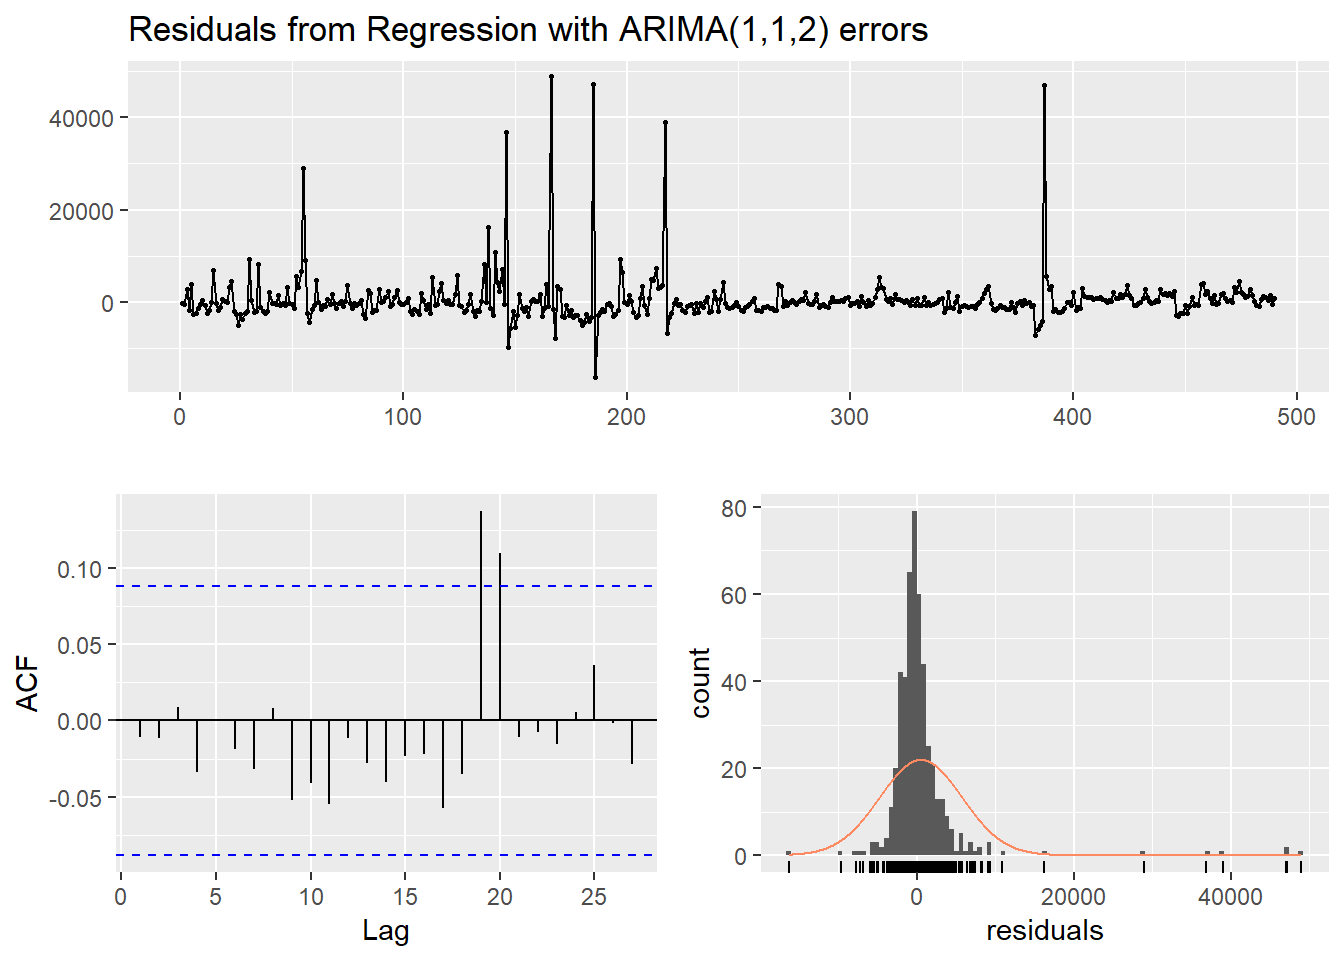 Residuals from Regression with ARIMA(1,1,2) errors
40000
20000
0
0 100 200 300 400 500
ACF
0.10
0.05
0.00
-0.05
0 5 10 15 20 25
Lag
count
80
60
40
20
0
0 20000 40000
residuals